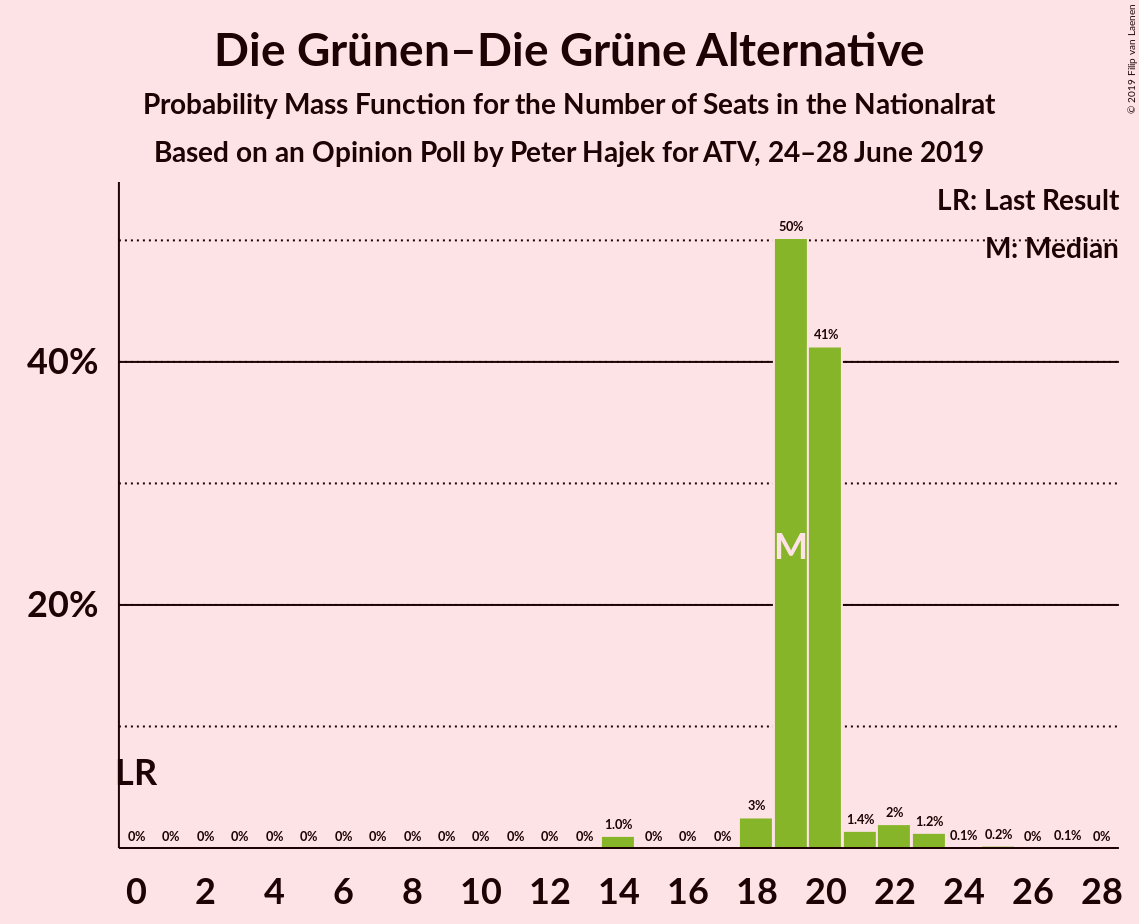 Die Grünen–Die Grüne Alternative
Probability Mass Function for the Number of Seats in the Nationalrat
Based on an Opinion Poll by Peter Hajek for ATV, 24–28 June 2019
© 2019 Filip van Laenen
LR: Last Result
M: Median
50%
41%
40%
M
20%
LR
3%
0% 0% 0% 0% 0% 0% 0% 0% 0% 0% 0% 0% 0% 0% 1.0% 0% 0% 0% 1.4% 2% 1.2% 0.1% 0.2% 0% 0.1% 0%
0 2 4 6 8 10 12 14 16 18 20 22 24 26 28